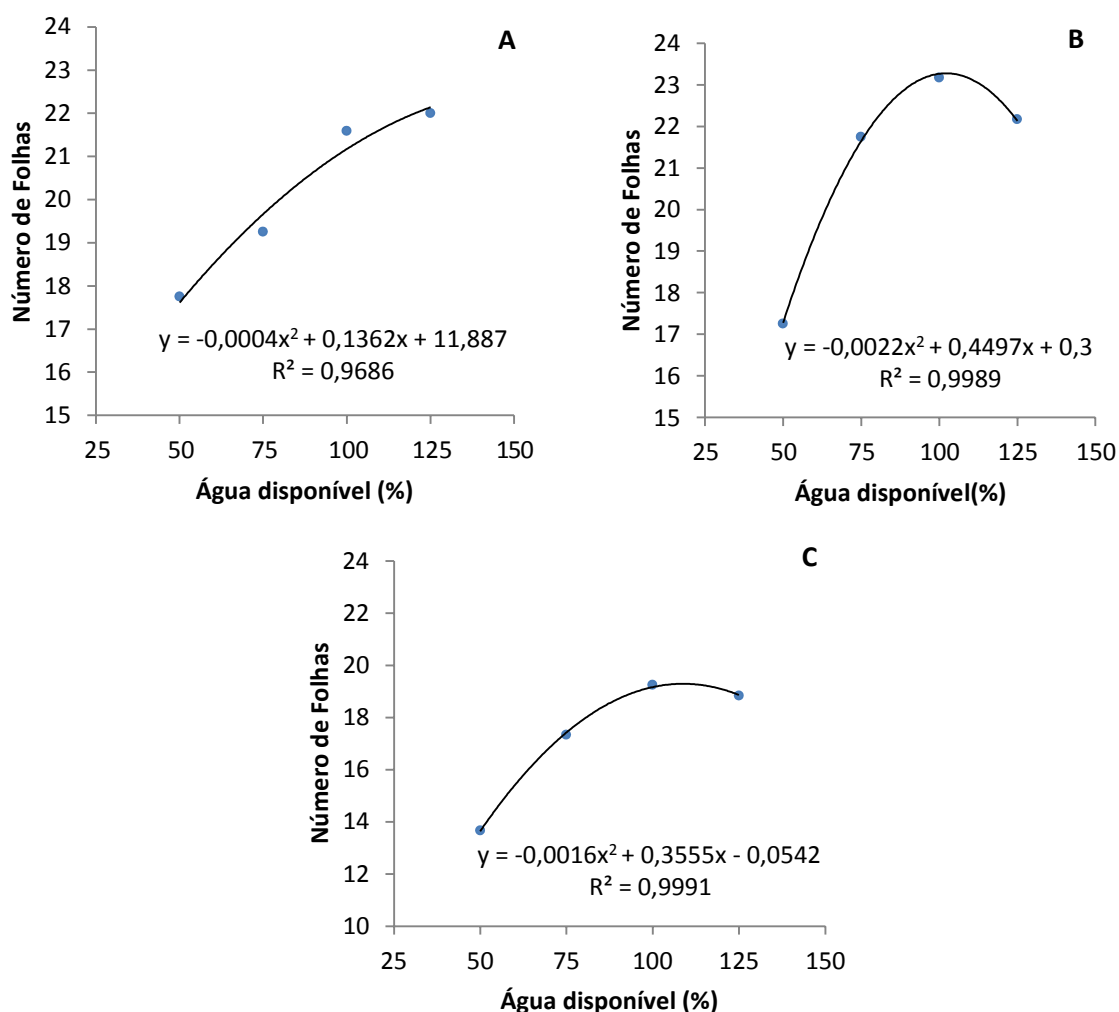 A
Número de Folhas
24
23
22
21
20
19
18
17
16
15
y = -0,0004x² + 0,1362x + 11,887
R² = 0,9686
25 50 75 100 125 150
Água disponível (%)
B
Número de Folhas
24
23
22
21
20
19
18
17
16
15
y = -0,0022x² + 0,4497x + 0,3
R² = 0,9989
25 50 75 100 125 150
Água disponível(%)
C
Número de Folhas
24
22
20
18
16
14
12
10
y = -0,0016x² + 0,3555x - 0,0542
R² = 0,9991
25 50 75 100 125 150
Água disponível (%)